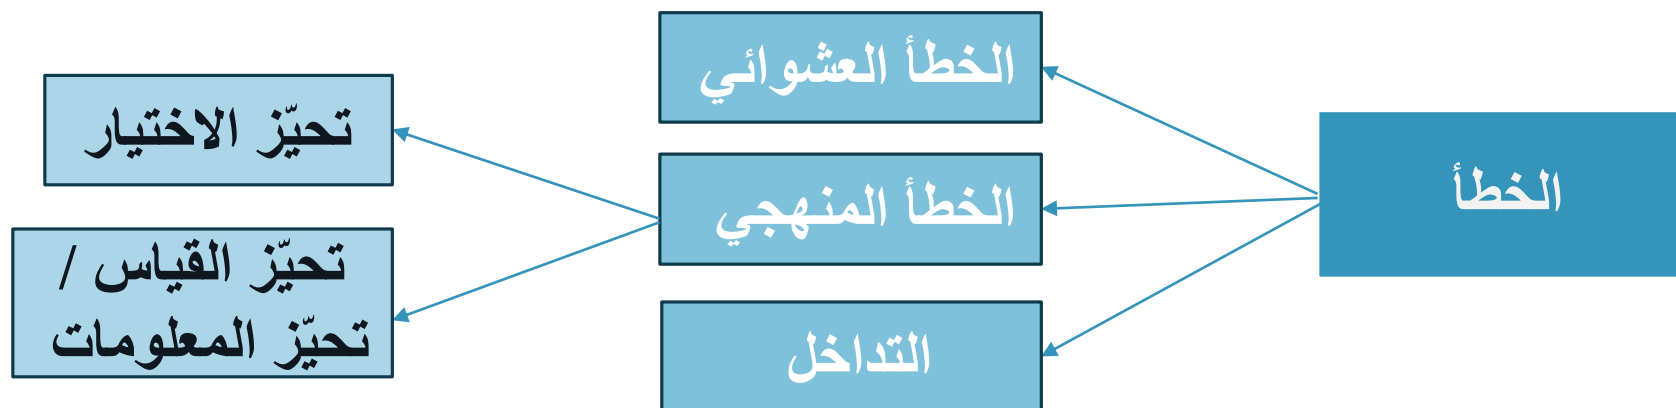 الخطأ
الخطأ العشوائي
الخطأ المنهجي
التداخل
تحيّز الاختيار
تحيّز القياس /
تحيّز المعلومات